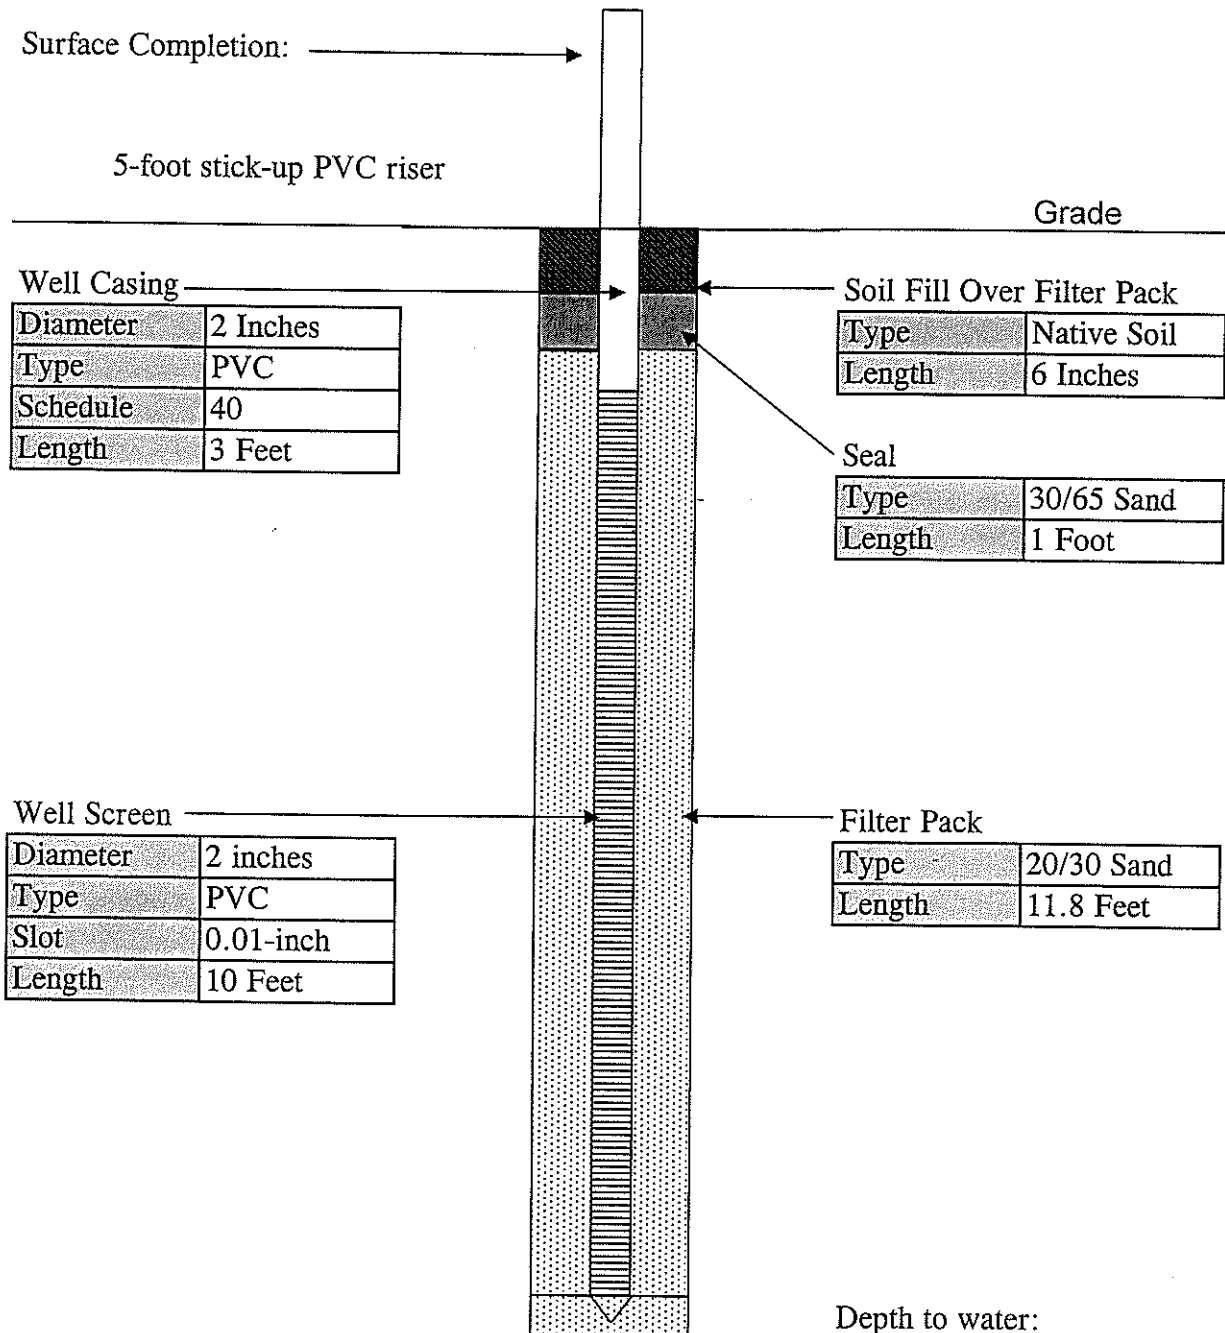 Surface Completion:
5-foot stick-up PVC riser
Grade
Well Casing
Diameter 2 Inches
Type PVC
Schedule 40
Length 3 Feet
Soil Fill Over Filter Pack
Type Native Soil
Length 6 Inches
Seal
Type 30/65 Sand
Length 1 Foot
Well Screen
Diameter 2 inches
Type PVC
Slot 0.01-inch
Length 10 Feet
Filter Pack
Type 20/30 Sand
Length 11.8 Feet
Depth to water: